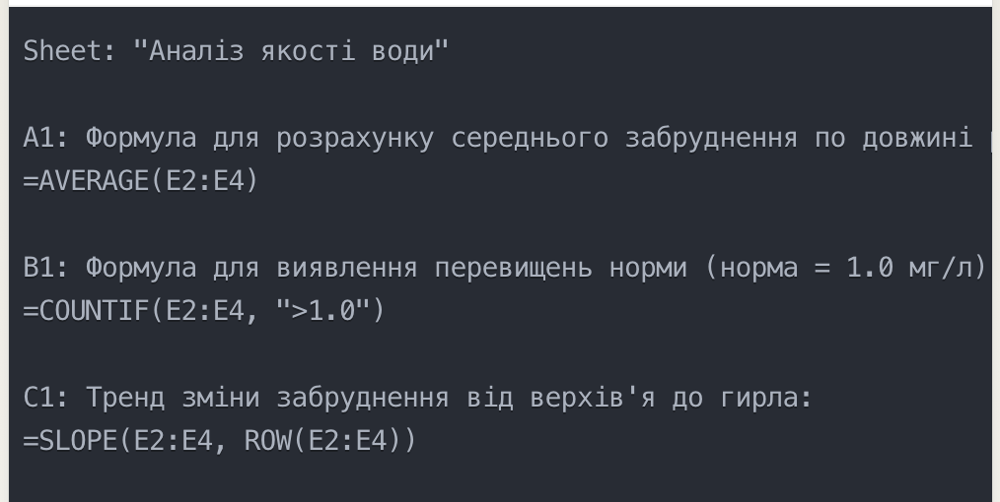 Sheet: "Аналіз якості води"
A1: Формула для розрахунку середнього забруднення по довжині
=AVERAGE(E2:E4)
B1: Формула для виявлення перевищень норми (норма = 1.0 мг/л)
=COUNTIF(E2:E4, ">1.0")
C1: Тренд зміни забруднення від верхів'я до гирла:
=SLOPE(E2:E4, ROW(E2:E4))